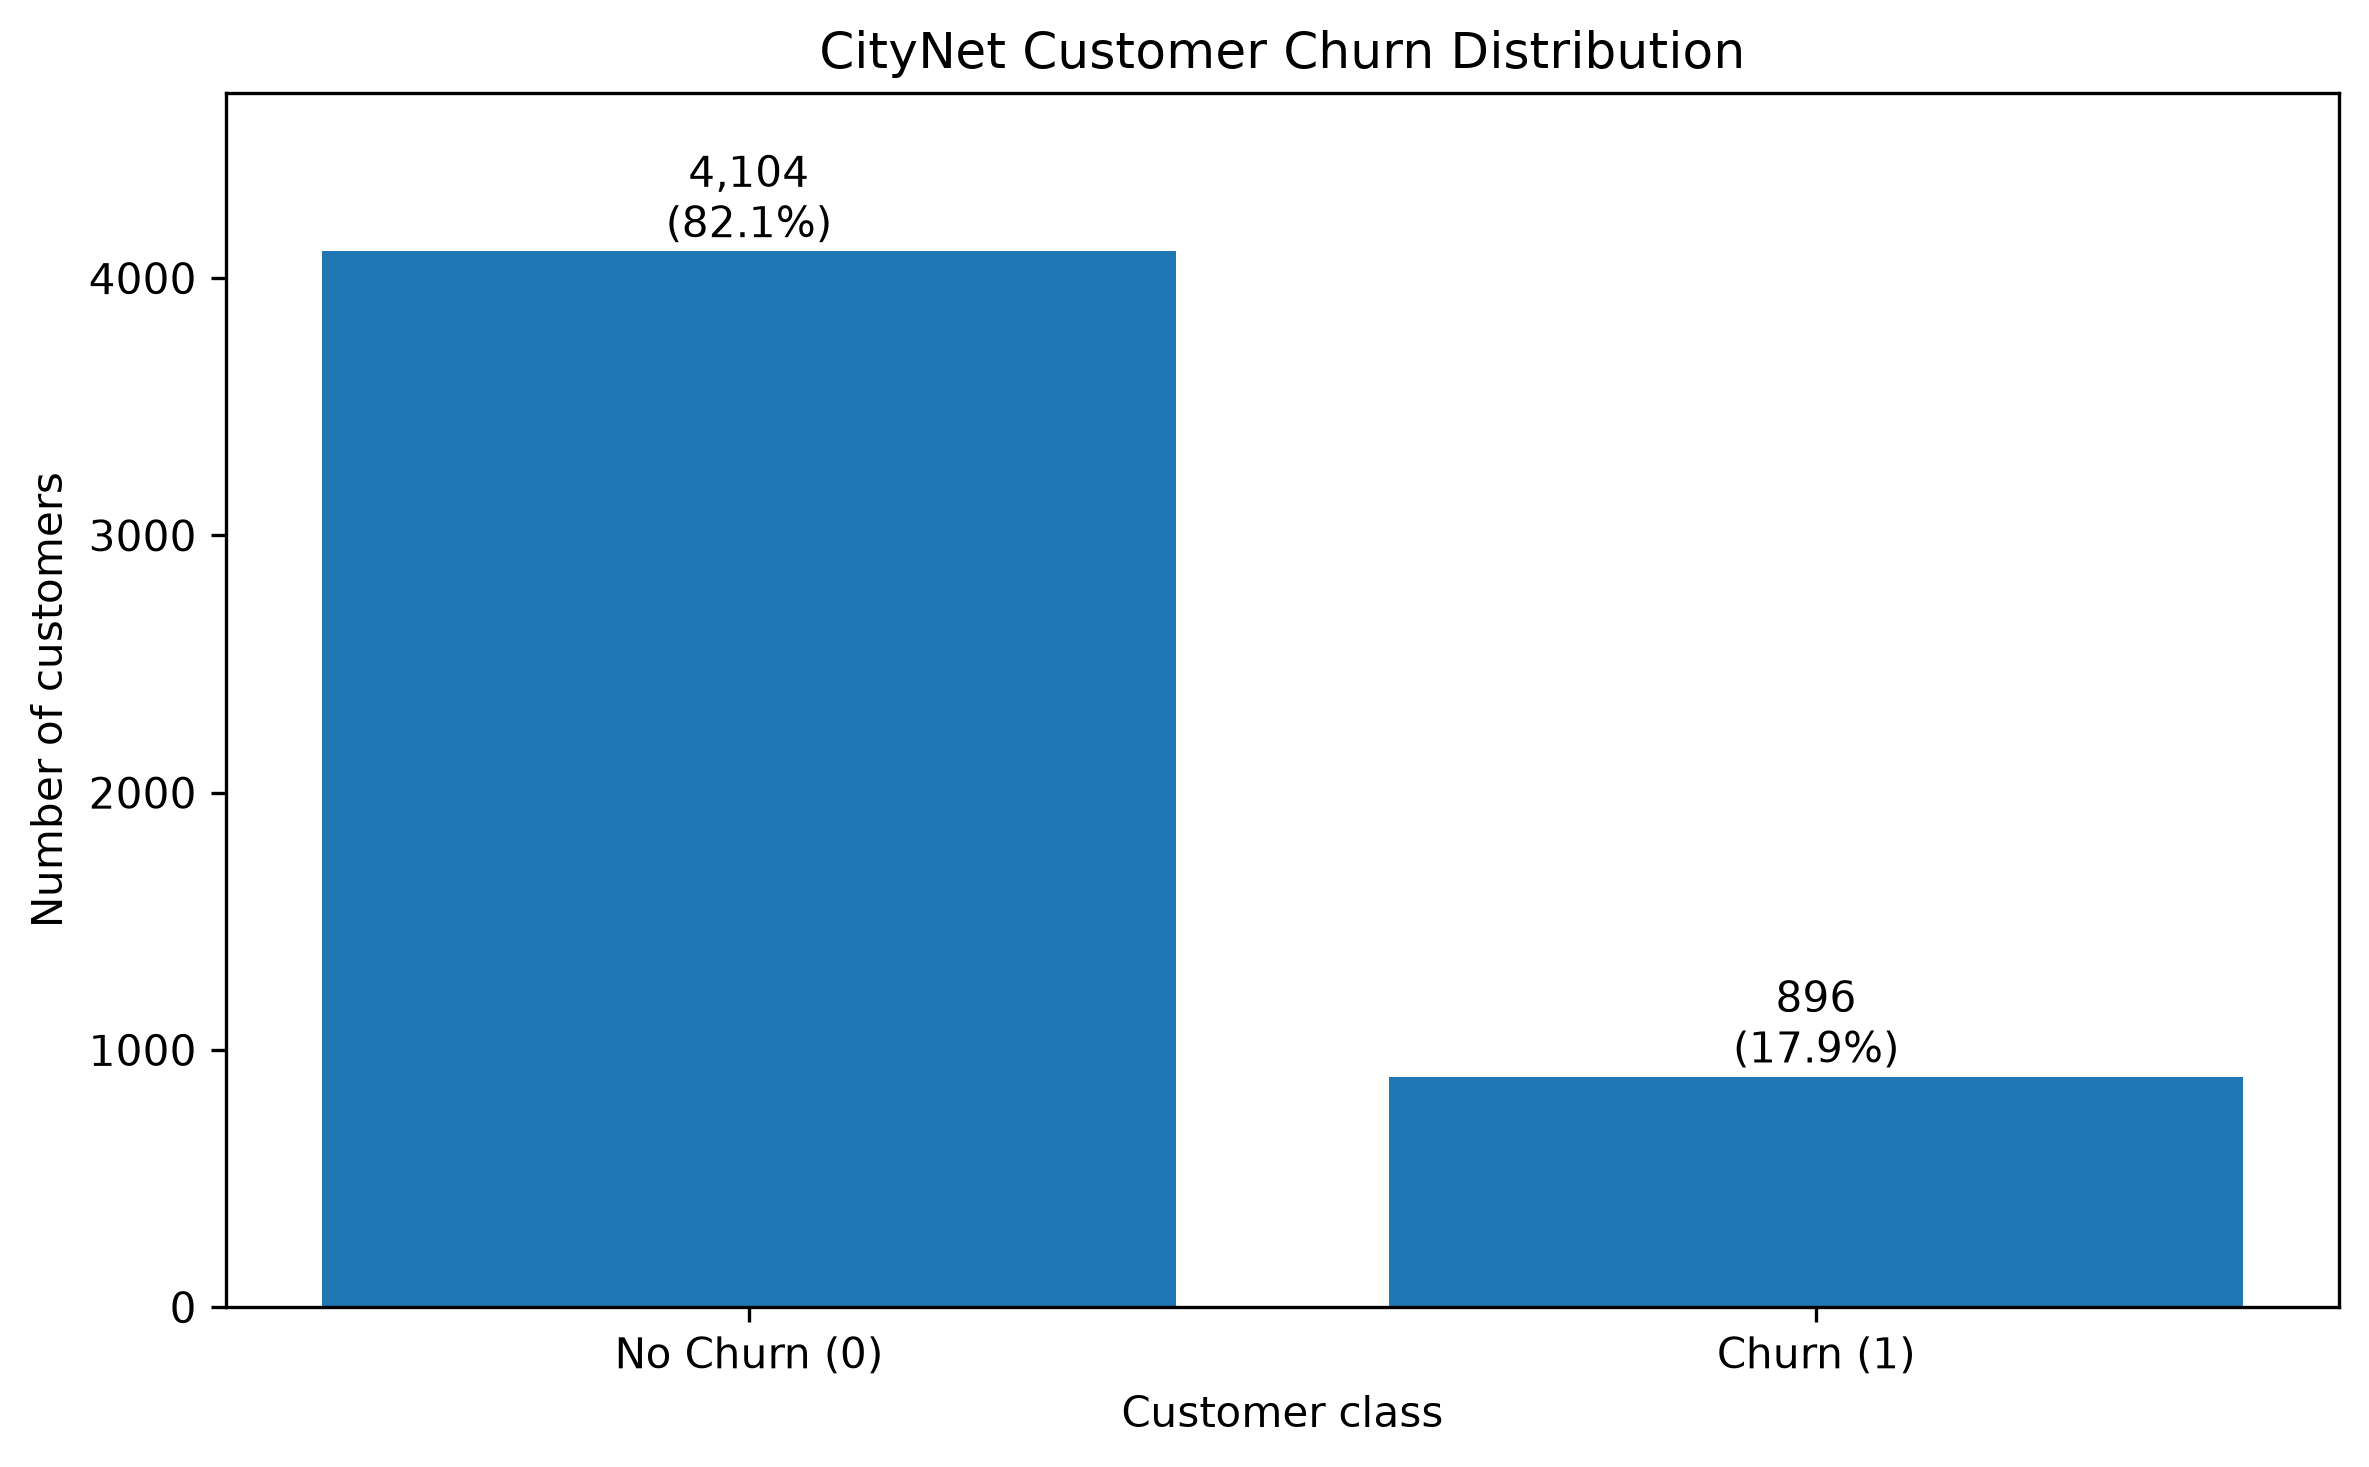 CityNet Customer Churn Distribution
4,104
(82.1%)
896
(17.9%)
4000
3000
2000
1000
0
Number of customers
No Churn (0)
Churn (1)
Customer class